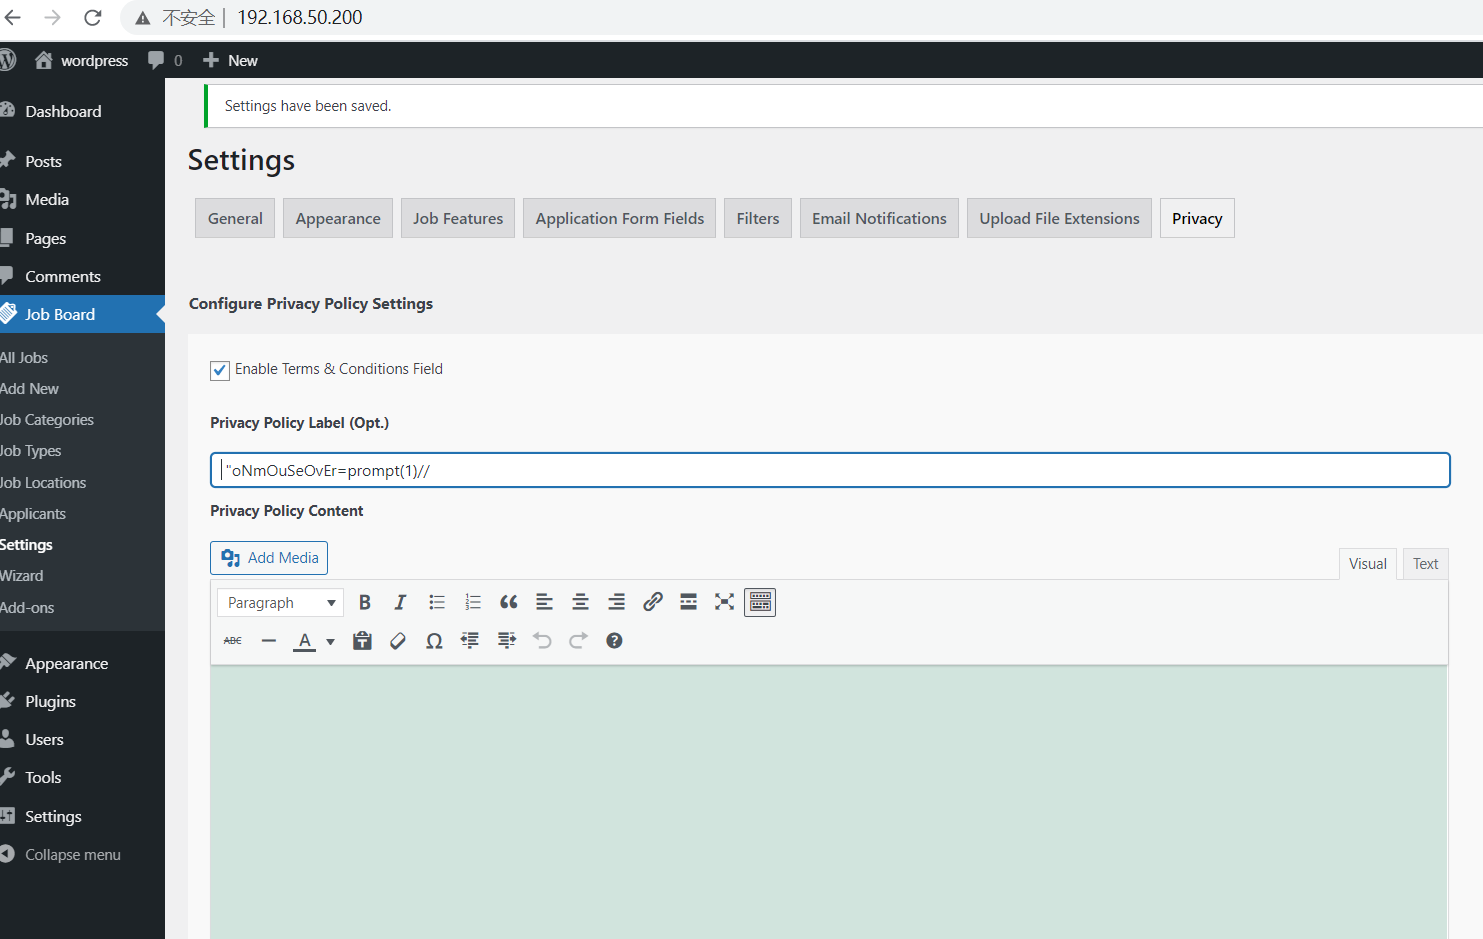 不安全 192.168.50.200
wordpress 0 New
Settings have been saved.
Dashboard
Posts
Media
Pages
Comments
Job Board
All Jobs
Add New
Job Categories
Job Types
Job Locations
Applicants
Settings
Wizard
Add-ons
Appearance
Plugins
Users
Tools
Settings
Collapse menu
Settings
General Appearance Job Features Application Form Fields Filters Email Notifications Upload File Extensions Privacy
Configure Privacy Policy Settings
Enable Terms & Conditions Field
Privacy Policy Label (Opt.)
"oNmOuSeOvEr=prompt(1)//
Privacy Policy Content
Add Media
Visual Text
Paragraph
ABC